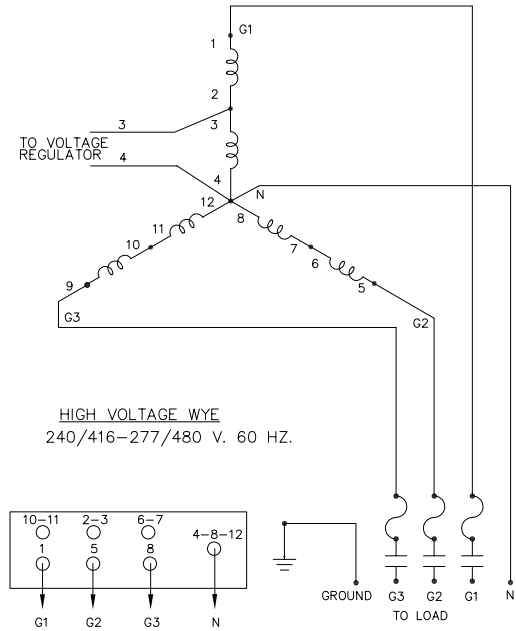 G1
1
2
3
3
TO VOLTAGE
REGULATOR
4
4
12
N
8
11
10
7
6
9
5
G3
G2
HIGH VOLTAGE WYE
240/416-277/480 V. 60 HZ.
10-11 2-3 6-7
4-8-12
1 5 8
G1 G2 G3 N
GROUND G3 G2 G1 N
TO LOAD